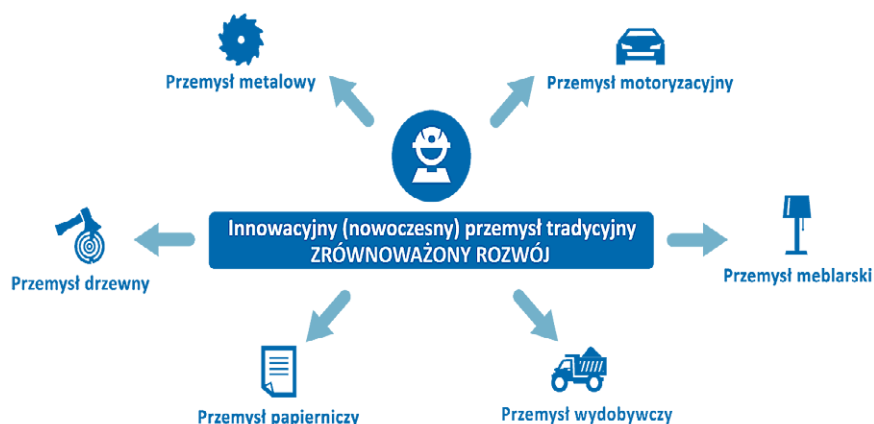 Przemysł metalowy
Przemysł motoryzacyjny
Innowacyjny (nowoczesny) przemysł tradycyjny
ZRÓWNOWAŻONY ROZWÓJ
Przemysł drzewny
Przemysł meblarski
Przemysł papierniczy
Przemysł wydobywczy